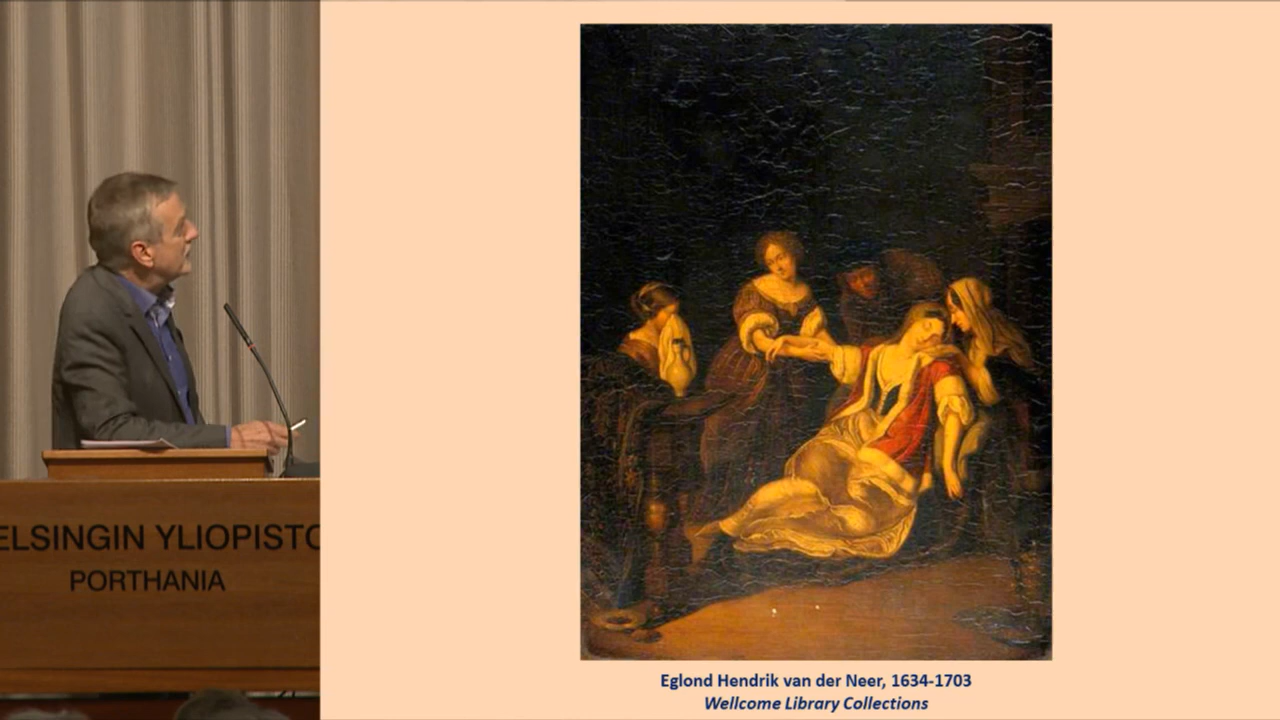 ELSINGIN YLIOPISTO
PORTHANIA
Eglond Hendrik van der Neer, 1634-1703
Wellcome Library Collections